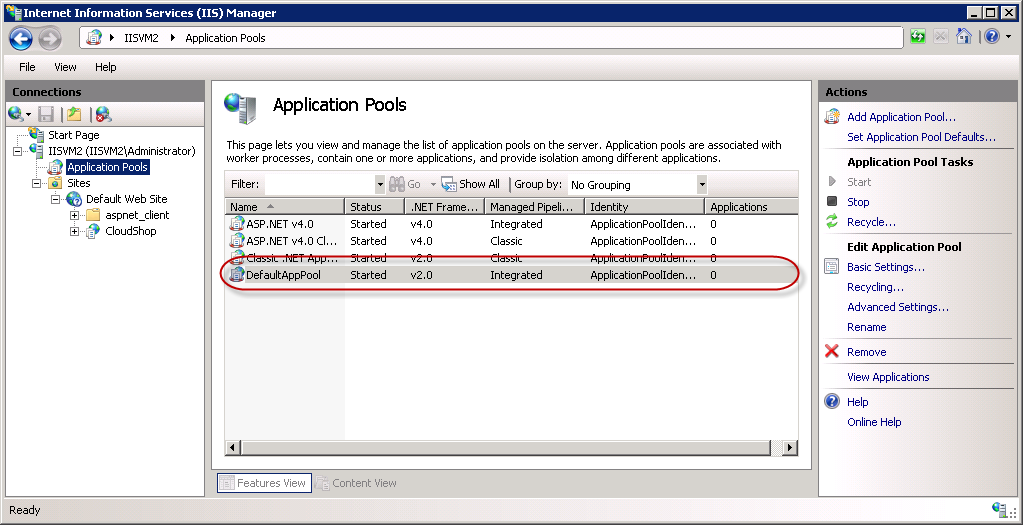 Internet Information Services (IIS) Manager
IISVM2 Application Pools
File View Help
Connections
Start Page
IISVM2 (IISVM2\Administrator)
Application Pools
Sites
Default Web Site
aspnet_client
CloudShop
Application Pools
This page lets you view and manage the list of application pools on the server. Application pools are associated with
worker processes, contain one or more applications, and provide isolation among different applications.
Filter: Go Show All Group by: No Grouping
Name Status .NET Frame... Managed Pipeli... Identity Applications
ASP.NET v4.0 Started v4.0 Integrated ApplicationPoolIden... 0
ASP.NET v4.0 Cl... Started v4.0 Classic ApplicationPoolIden... 0
Classic .NET App... Started v2.0 Classic ApplicationPoolIden... 0
DefaultAppPool Started v2.0 Integrated ApplicationPoolIden... 0
Features View Content View
Actions
Add Application Pool...
Set Application Pool Defaults...
Application Pool Tasks
Start
Stop
Recycle...
Edit Application Pool
Basic Settings...
Recycling...
Advanced Settings...
Rename
Remove
View Applications
Help
Online Help
Ready